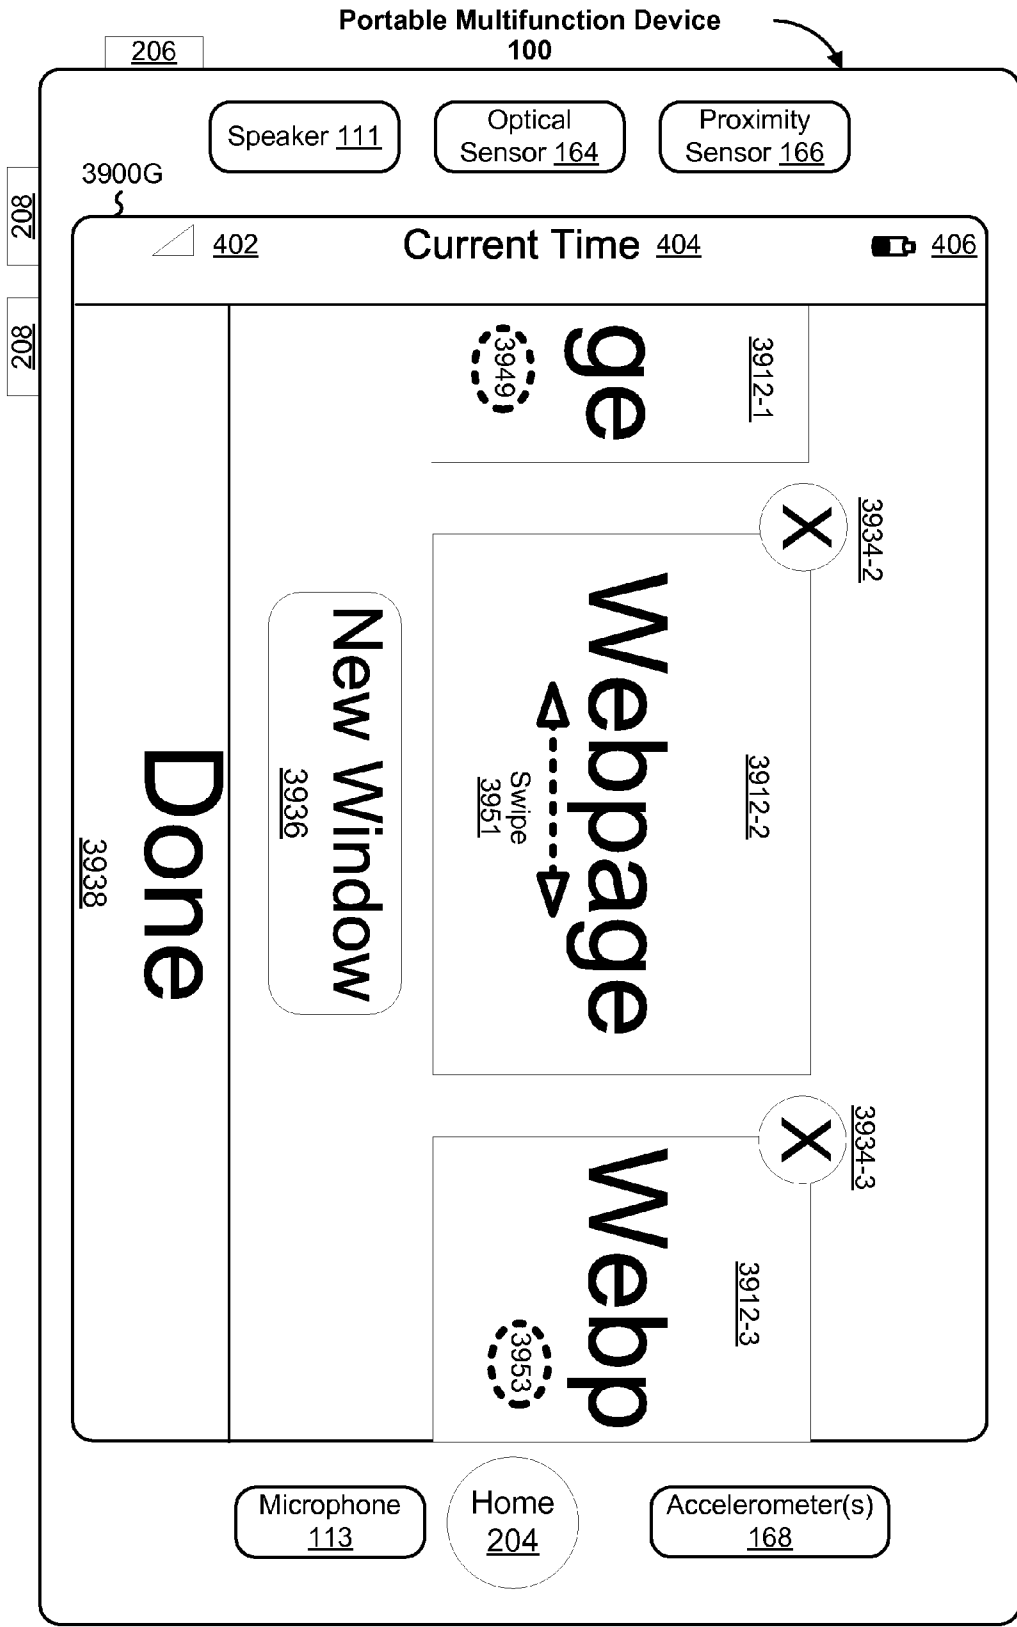 Portable Multifunction Device
100
206
Speaker 111
Optical
Sensor 164
Proximity
Sensor 166
3900G
208
208
402
Current Time 404
406
3912-1
ge
3949
3934-2
X
3912-2
Webpage
Swipe
3951
New Window
3936
3934-3
X
3912-3
Webp
3953
Done
3938
Microphone
113
Home
204
Accelerometer(s)
168